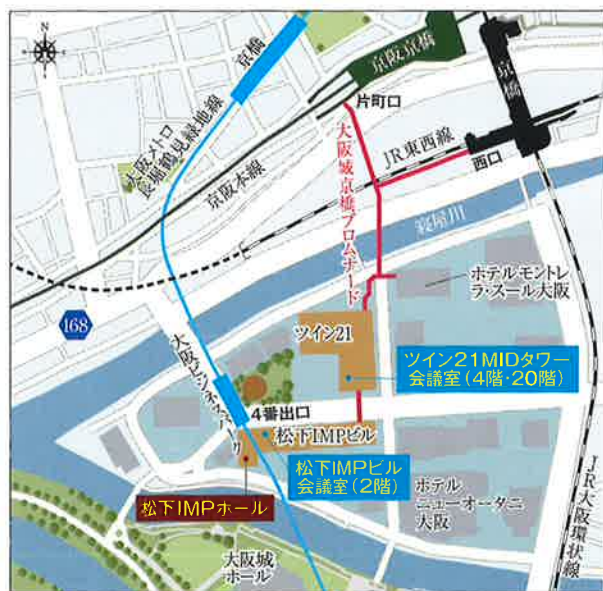 京橋
京阪京橋
京橋
片町口
大阪メトロ
長堀鶴見緑地線
京阪本線
大阪城京橋プロムナード
JR東西線
西口
寝屋川
ホテルモントレ
ラ・スール大阪
168
ツイン21
ツイン21MIDタワー
会議室(4階・20階)
大阪ビジネスパーク
4番出口
松下IMPビル
松下IMPビル
会議室(2階)
松下IMPホール
ホテル
ニューオータニ
大阪
大阪城
ホール
JR大阪環状線